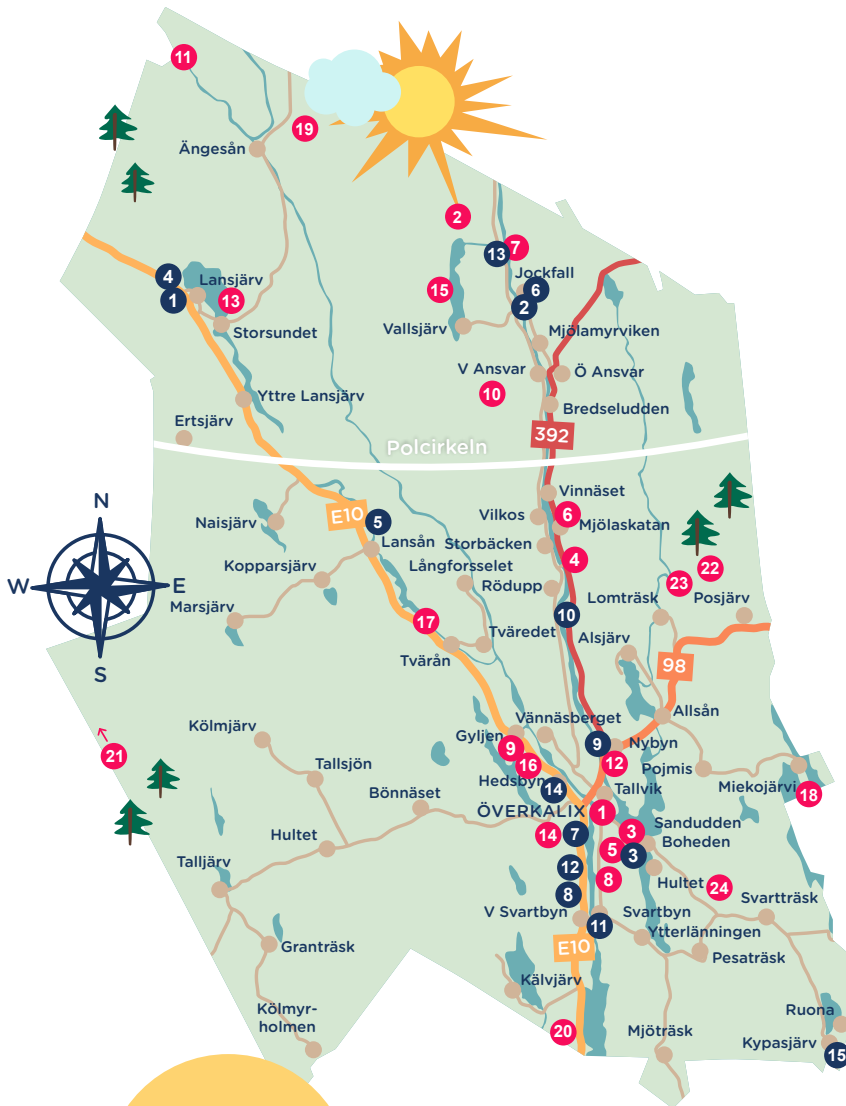 11
19
Ängesån
2
13
7
4
Lansjärv
Jockfall
6
1
13
15
2
Storsundet
Vallsjärv
Mjölamyrviken
V Ansvar
Ö Ansvar
10
Yttre Lansjärv
Bredseludden
Ertsjärv
392
Polcirkeln
N
Vinnäset
E10
5
Vilkos
6
Naisjärv
Mjölaskatan
Lansån
Storbäcken
4
Långforsselet
22
Kopparsjärv
W
E
Rödupp
23
Marsjärv
Lomträsk
Posjärv
10
17
Tväredet
Alsjärv
Tvärån
98
S
Allsån
Kölmjärv
Vännäsberget
Gyljen
9
9
Nybyn
21
16
12
Pojmis
Tallsjön
Hedsbyn
14
Tallvik
Miekojärvi
18
Bönnäset
ÖVERKALIX
1
Sandudden
14
7
3
Boheden
Hultet
5
3
Talljärv
12
8
Hultet
24
8
V Svartbyn
Svartbyn
Svartträsk
11
Ytterlänningen
Granträsk
E10
Pesaträsk
Kälvjärv
Kölmyr-
holmen
Ruona
20
Mjöträsk
Kypasjärv
15